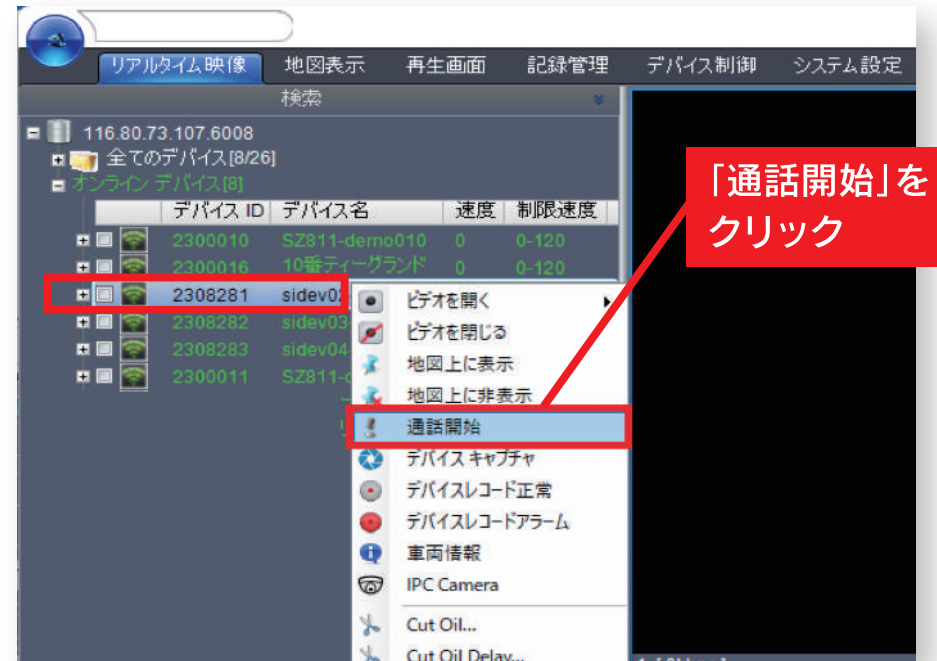 リアルタイム映像 地図表示 再生画面 記録管理 デバイス制御 システム設定
検索
116.80.73.107.6008
全てのデバイス[8/26]
オンライン デバイス[8]
デバイス ID デバイス名 速度 制限速度
2300010 SZ811-demo010 0 0-120
2300016 10番ティーグランド 0 0-120
2308281 sidev02
2308282 sidev03
2308283 sidev04
2300011 SZ811-
ビデオを開く
ビデオを閉じる
地図上に表示
地図上に非表示
通話開始
デバイス キャプチャ
デバイスレコード正常
デバイスレコードアラーム
車両情報
IPC Camera
Cut Oil...
Cut Oil Delay...
「通話開始」を
クリック